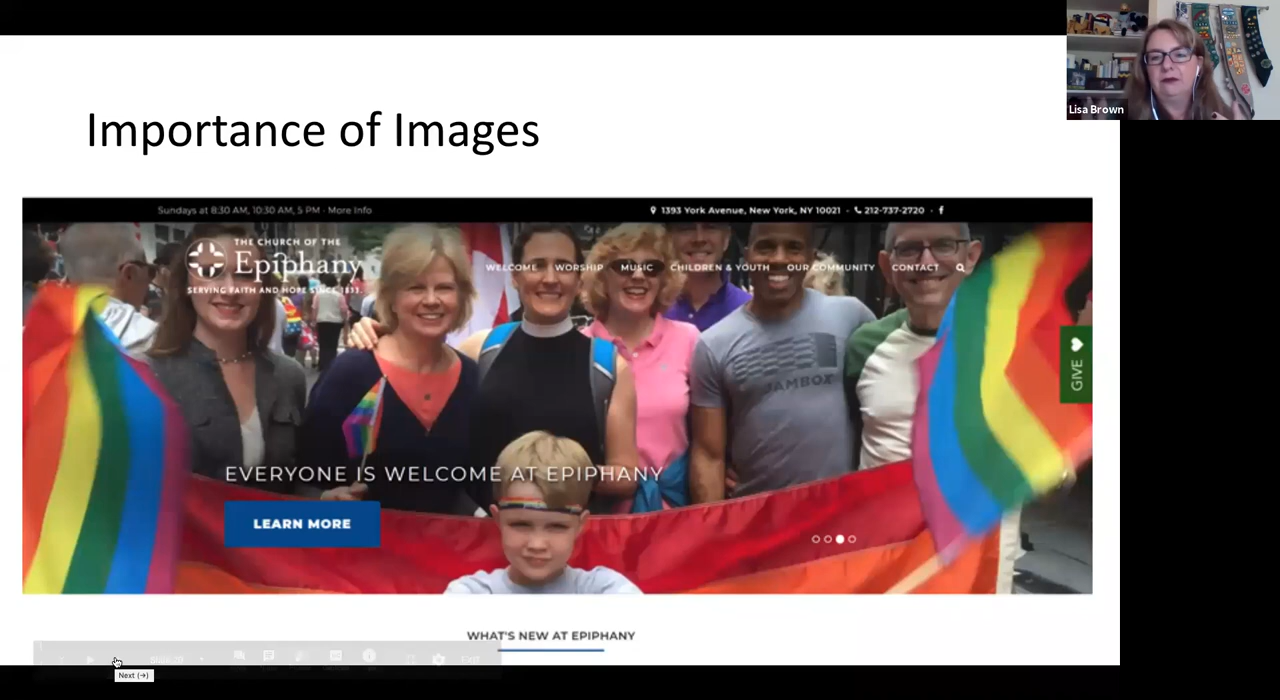 Lisa Brown
Importance of Images
Sundays at 8:30 AM, 10:30 AM, 5 PM - More Info
1393 York Avenue, New York, NY 10021 - 212-737-2720 -
THE CHURCH OF THE
Epiphany
SERVING FAITH AND HOPE SINCE 1833
WELCOME WORSHIP MUSIC CHILDREN & YOUTH OUR COMMUNITY CONTACT
GIVE
JAMBOX
EVERYONE IS WELCOME AT EPIPHANY
LEARN MORE
WHAT'S NEW AT EPIPHANY
Exit
Next (→)